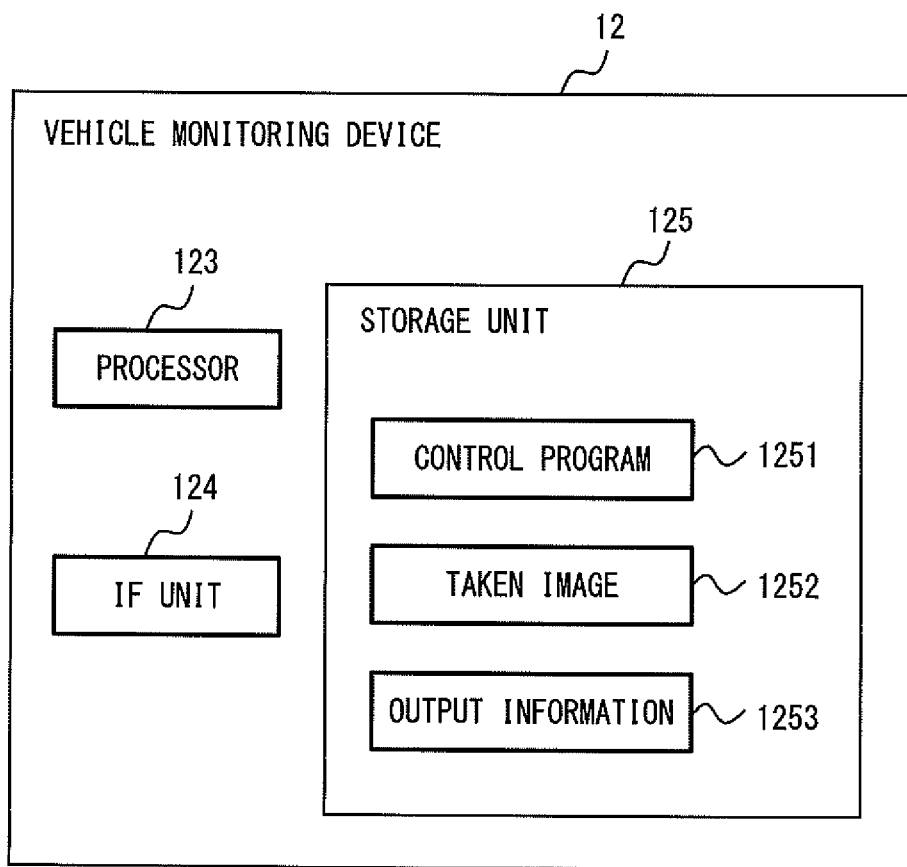 12
VEHICLE MONITORING DEVICE
125
123
STORAGE UNIT
PROCESSOR
CONTROL PROGRAM
1251
124
TAKEN IMAGE
1252
IF UNIT
OUTPUT INFORMATION
1253